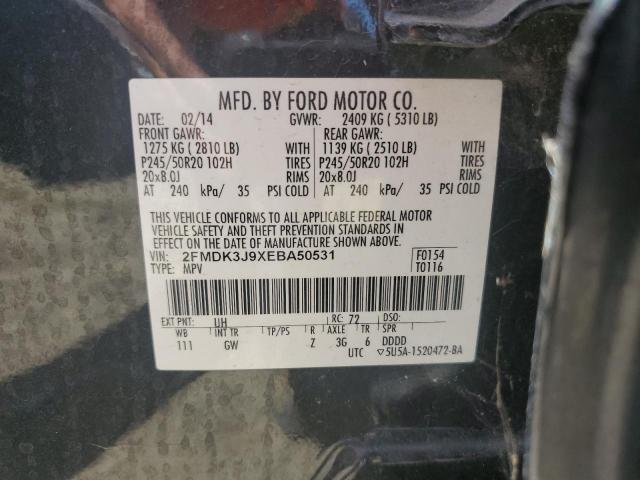 MFD. BY FORD MOTOR CO.
DATE: 02/14 GVWR: 2409 KG ( 5310 LB)
FRONT GAWR: REAR GAWR:
1275 KG ( 2810 LB) WITH 1139 KG ( 2510 LB) WITH
P245/50R20 102H TIRES P245/50R20 102H TIRES
20x8.0J RIMS 20x8.0J RIMS
AT 240 kPa/ 35 PSI COLD AT 240 kPa/ 35 PSI COLD
THIS VEHICLE CONFORMS TO ALL APPLICABLE FEDERAL MOTOR
VEHICLE SAFETY AND THEFT PREVENTION STANDARDS IN
EFFECT ON THE DATE OF MANUFACTURE SHOWN ABOVE.
VIN: 2FMDK3J9XEBA50531 F0154
TYPE: MPV T0116
EXT PNT: UH RC: 72 DSO:
WB INT TR TP/PS R AXLE TR SPR
111 GW Z 3G 6 DDDD
UTC ▽5U5A-1520472-BA